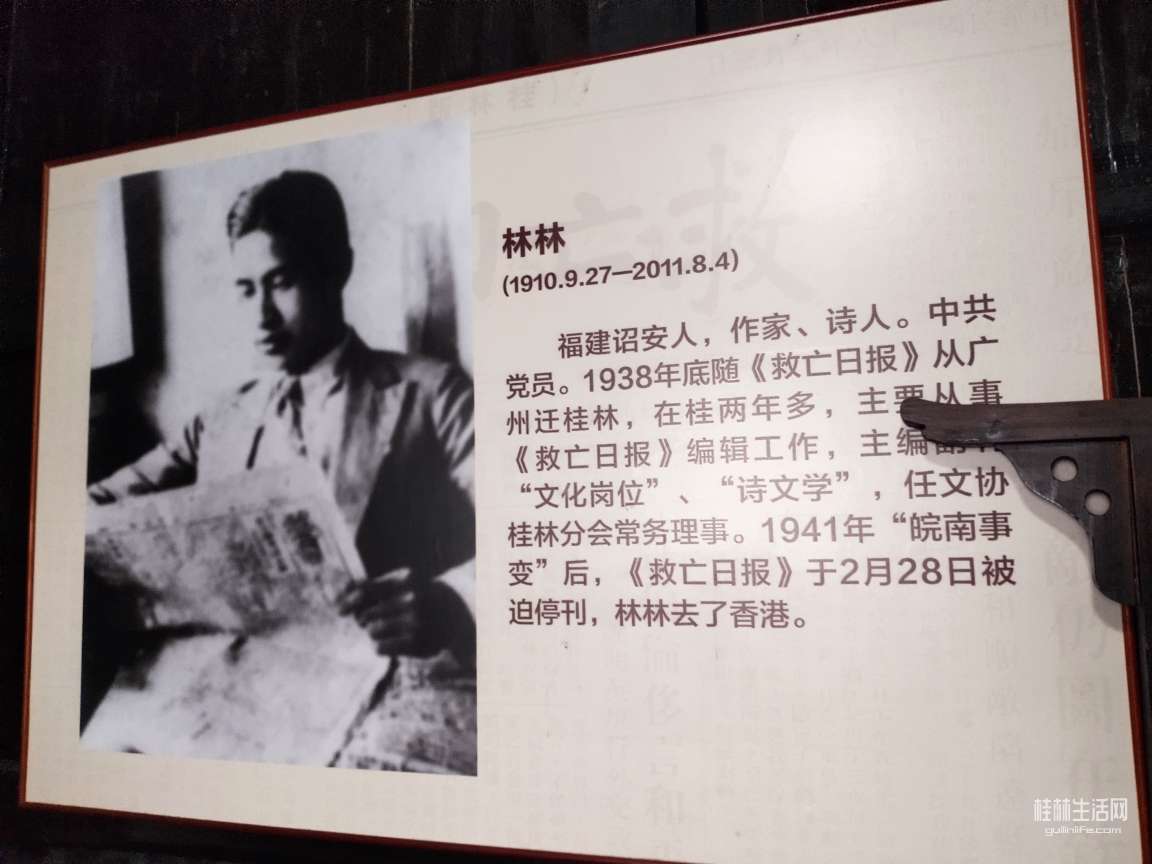 林林
(1910.9.27—2011.8.4)
福建诏安人，作家、诗人。中共
党员。1938年底随《救亡日报》从广
州迁桂林，在桂两年多，主要从事
《救亡日报》编辑工作，主编
“文化岗位”、“诗文学”，任文协
桂林分会常务理事。1941年“皖南事
变”后，《救亡日报》于2月28日被
迫停刊，林林去了香港。
救亡日
桂林生活网
guilinlife.com